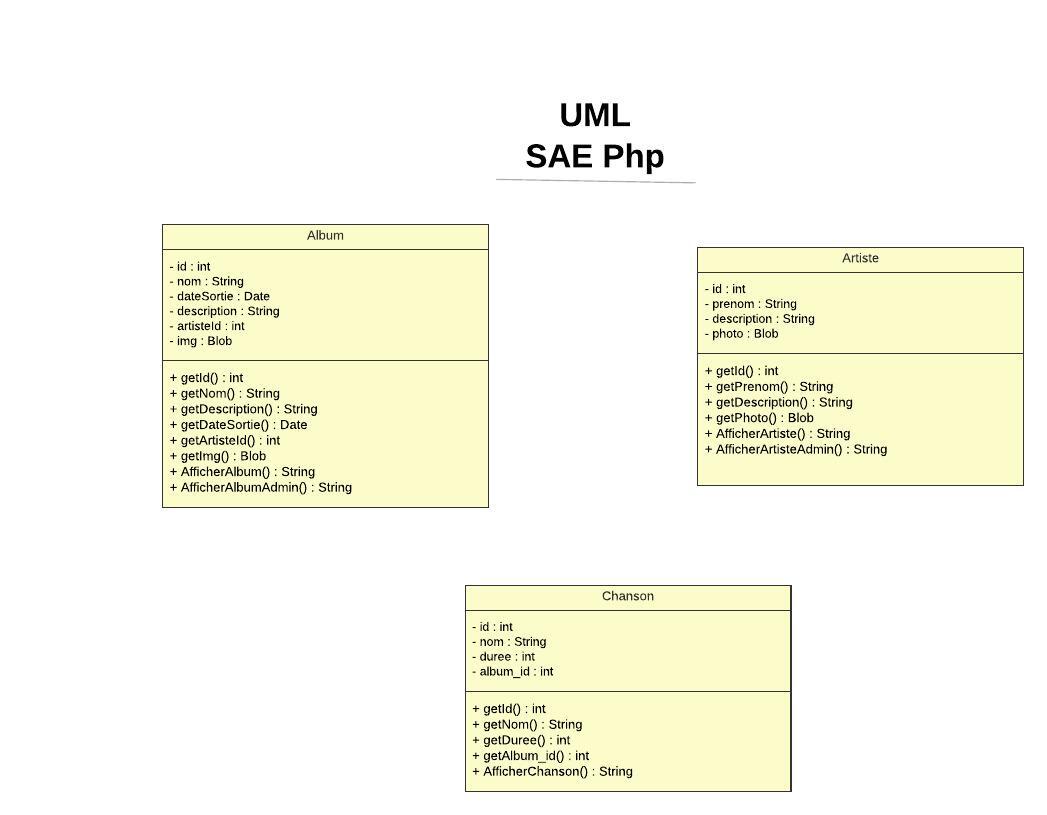 UML
SAE Php
Album
- id : int
- nom : String
- dateSortie : Date
- description : String
- artisteId : int
- img : Blob
+ getId() : int
+ getNom() : String
+ getDescription() : String
+ getDateSortie() : Date
+ getArtisteId() : int
+ getImg() : Blob
+ AfficherAlbum() : String
+ AfficherAlbumAdmin() : String
Artiste
- id : int
- prenom : String
- description : String
- photo : Blob
+ getId() : int
+ getPrenom() : String
+ getDescription() : String
+ getPhoto() : Blob
+ AfficherArtiste() : String
+ AfficherArtisteAdmin() : String
Chanson
- id : int
- nom : String
- duree : int
- album_id : int
+ getId() : int
+ getNom() : String
+ getDuree() : int
+ getAlbum_id() : int
+ AfficherChanson() : String